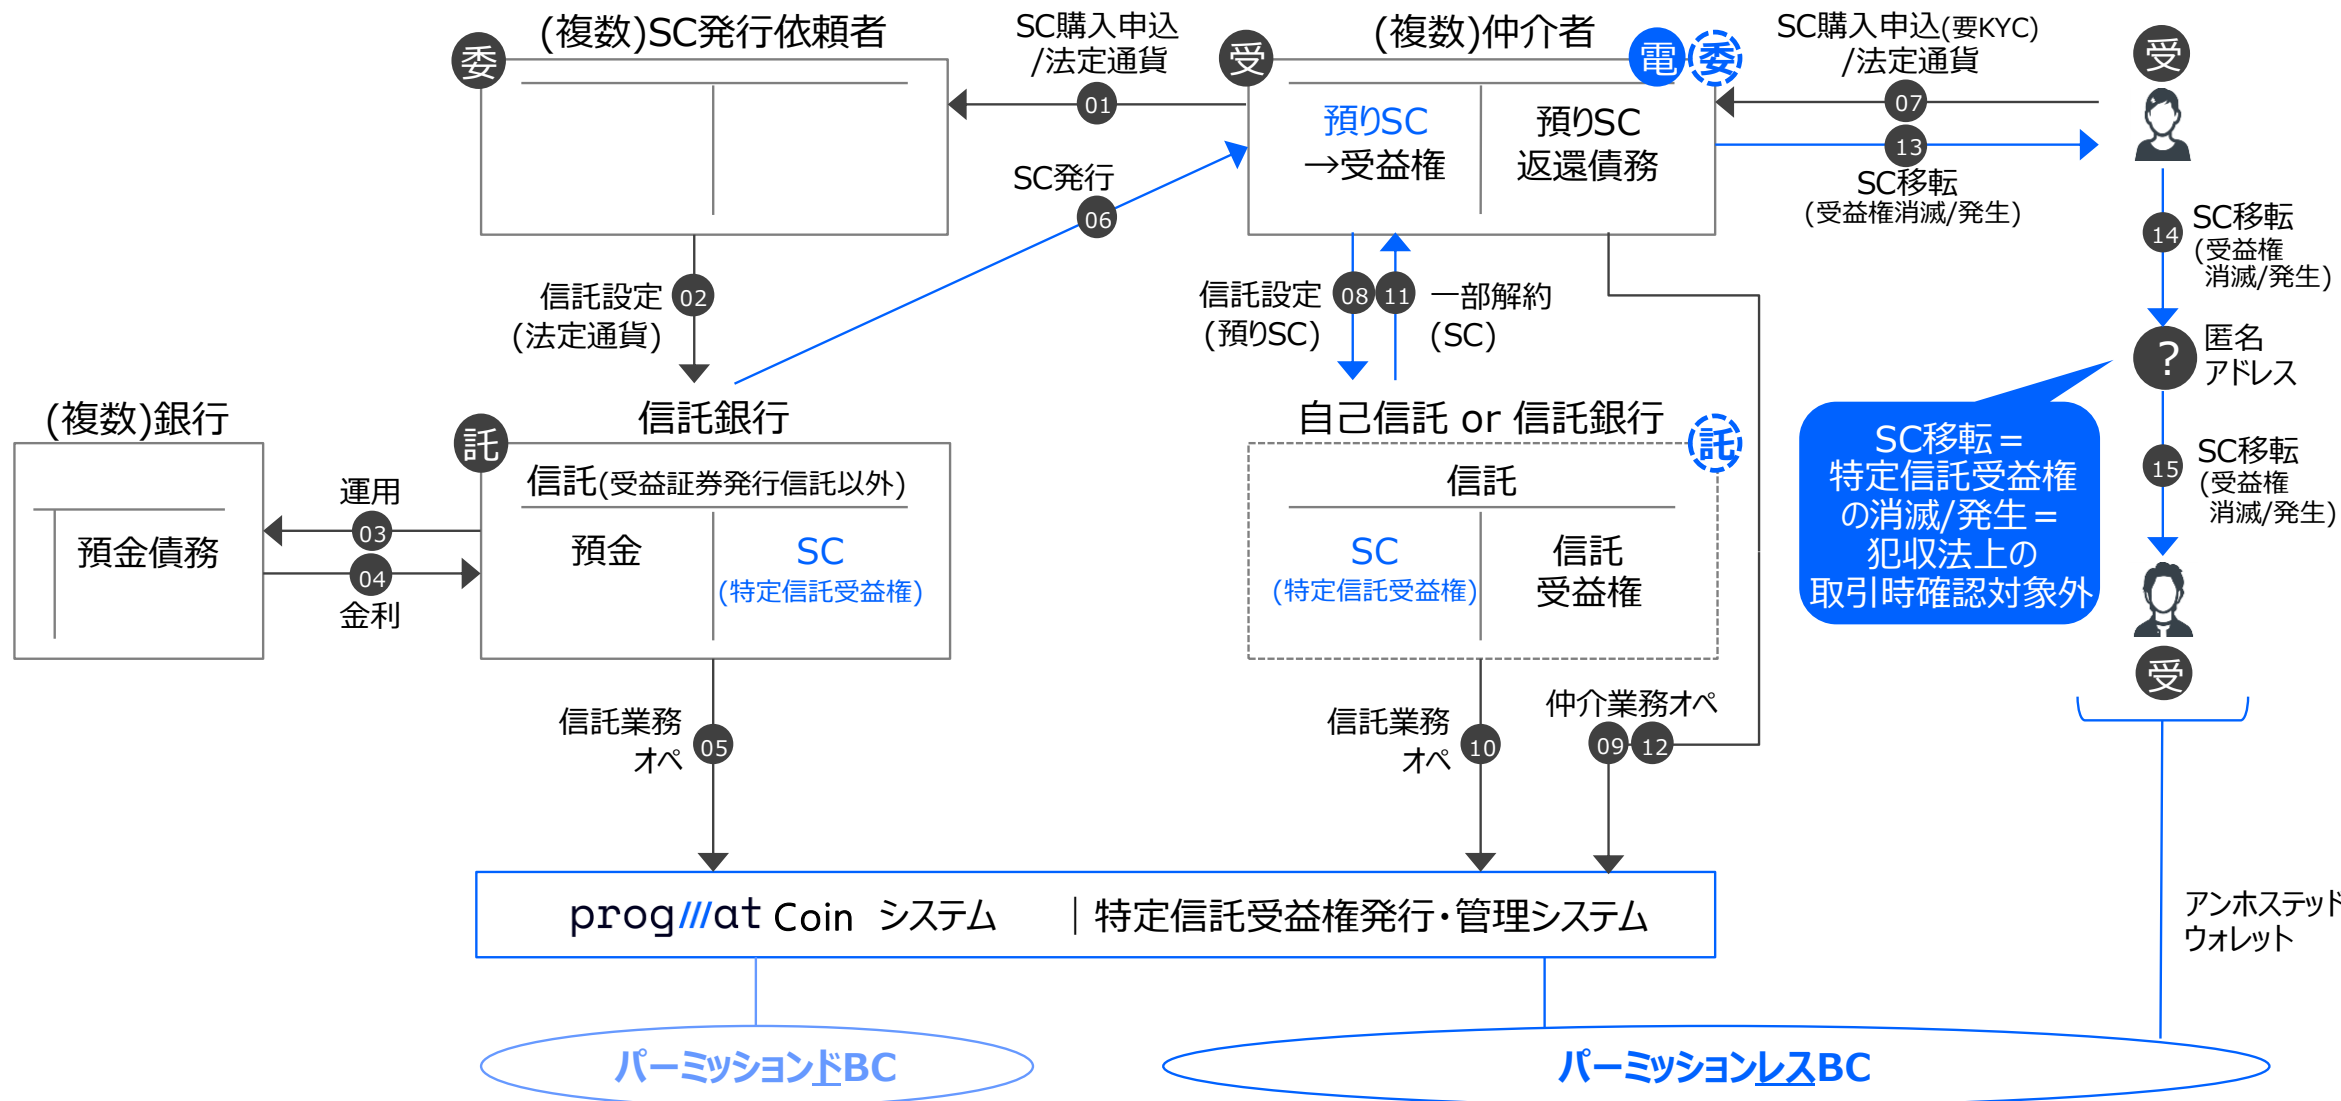 (複数)SC発行依頼者
委
SC購入申込
/法定通貨
01
(複数)仲介者
受
電
委
預りSC
→受益権
預りSC
返還債務
SC購入申込(要KYC)
/法定通貨
07
受
13
SC移転
(受益権消滅/発生)
SC発行
06
14
SC移転
(受益権
消滅/発生)
信託設定
(法定通貨)
02
信託設定
(預りSC)
08
11
一部解約
(SC)
?
匿名
アドレス
(複数)銀行
預金債務
運用
03
04
金利
信託銀行
託
信託(受益証券発行信託以外)
預金
SC
(特定信託受益権)
自己信託 or 信託銀行
託
信託
SC
(特定信託受益権)
信託
受益権
SC移転=
特定信託受益権
の消滅/発生=
犯収法上の
取引時確認対象外
15
SC移転
(受益権
消滅/発生)
受
信託業務
オペ
05
信託業務
オペ
10
仲介業務オペ
09
12
progmat Coin システム |特定信託受益権発行・管理システム
アンホステッド
ウォレット
パーミッションドBC
パーミッションレスBC